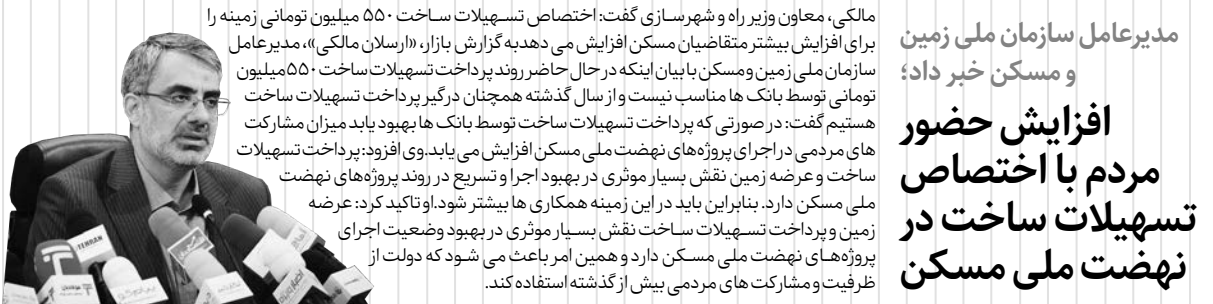 مدیرعامل سازمان ملی زمین
و مسکن خبر داد؛
افزایش حضور
مردم با اختصاص
تسهیلات ساخت در
نهضت ملی مسکن
مالکی، معاون وزیر راه و شهرسازی گفت: اختصاص تسهیلات ساخت ۵۵۰ میلیون تومانی زمینه را
برای افزایش بیشتر متقاضیان مسکن افزایش می دهدبه گزارش بازار، «ارسلان مالکی»، مدیرعامل
سازمان ملی زمین ومسکن با بیان اینکه در حال حاضر روند پرداخت تسهیلات ساخت ۵۵۰میلیون
تومانی توسط بانک ها مناسب نیست و از سال گذشته همچنان درگیر پرداخت تسهیلات ساخت
هستیم گفت: در صورتی که پرداخت تسهیلات ساخت توسط بانک ها بهبود یابد میزان مشارکت
های مردمی در اجرای پروژه‌های نهضت ملی مسکن افزایش می یابد.وی افزود: پرداخت تسهیلات
ساخت و عرضه زمین نقش بسیار موثری در بهبود اجرا و تسریع در روند پروژه‌های نهضت
ملی مسکن دارد. بنابراین باید در این زمینه همکاری ها بیشتر شود.او تاکید کرد: عرضه
زمین و پرداخت تسهیلات ساخت نقش بسیار موثری در بهبود وضعیت اجرای
پروژه‌های نهضت ملی مسکن دارد و همین امر باعث می شود که دولت از
ظرفیت و مشارکت های مردمی بیش از گذشته استفاده کند.
TEHRAN